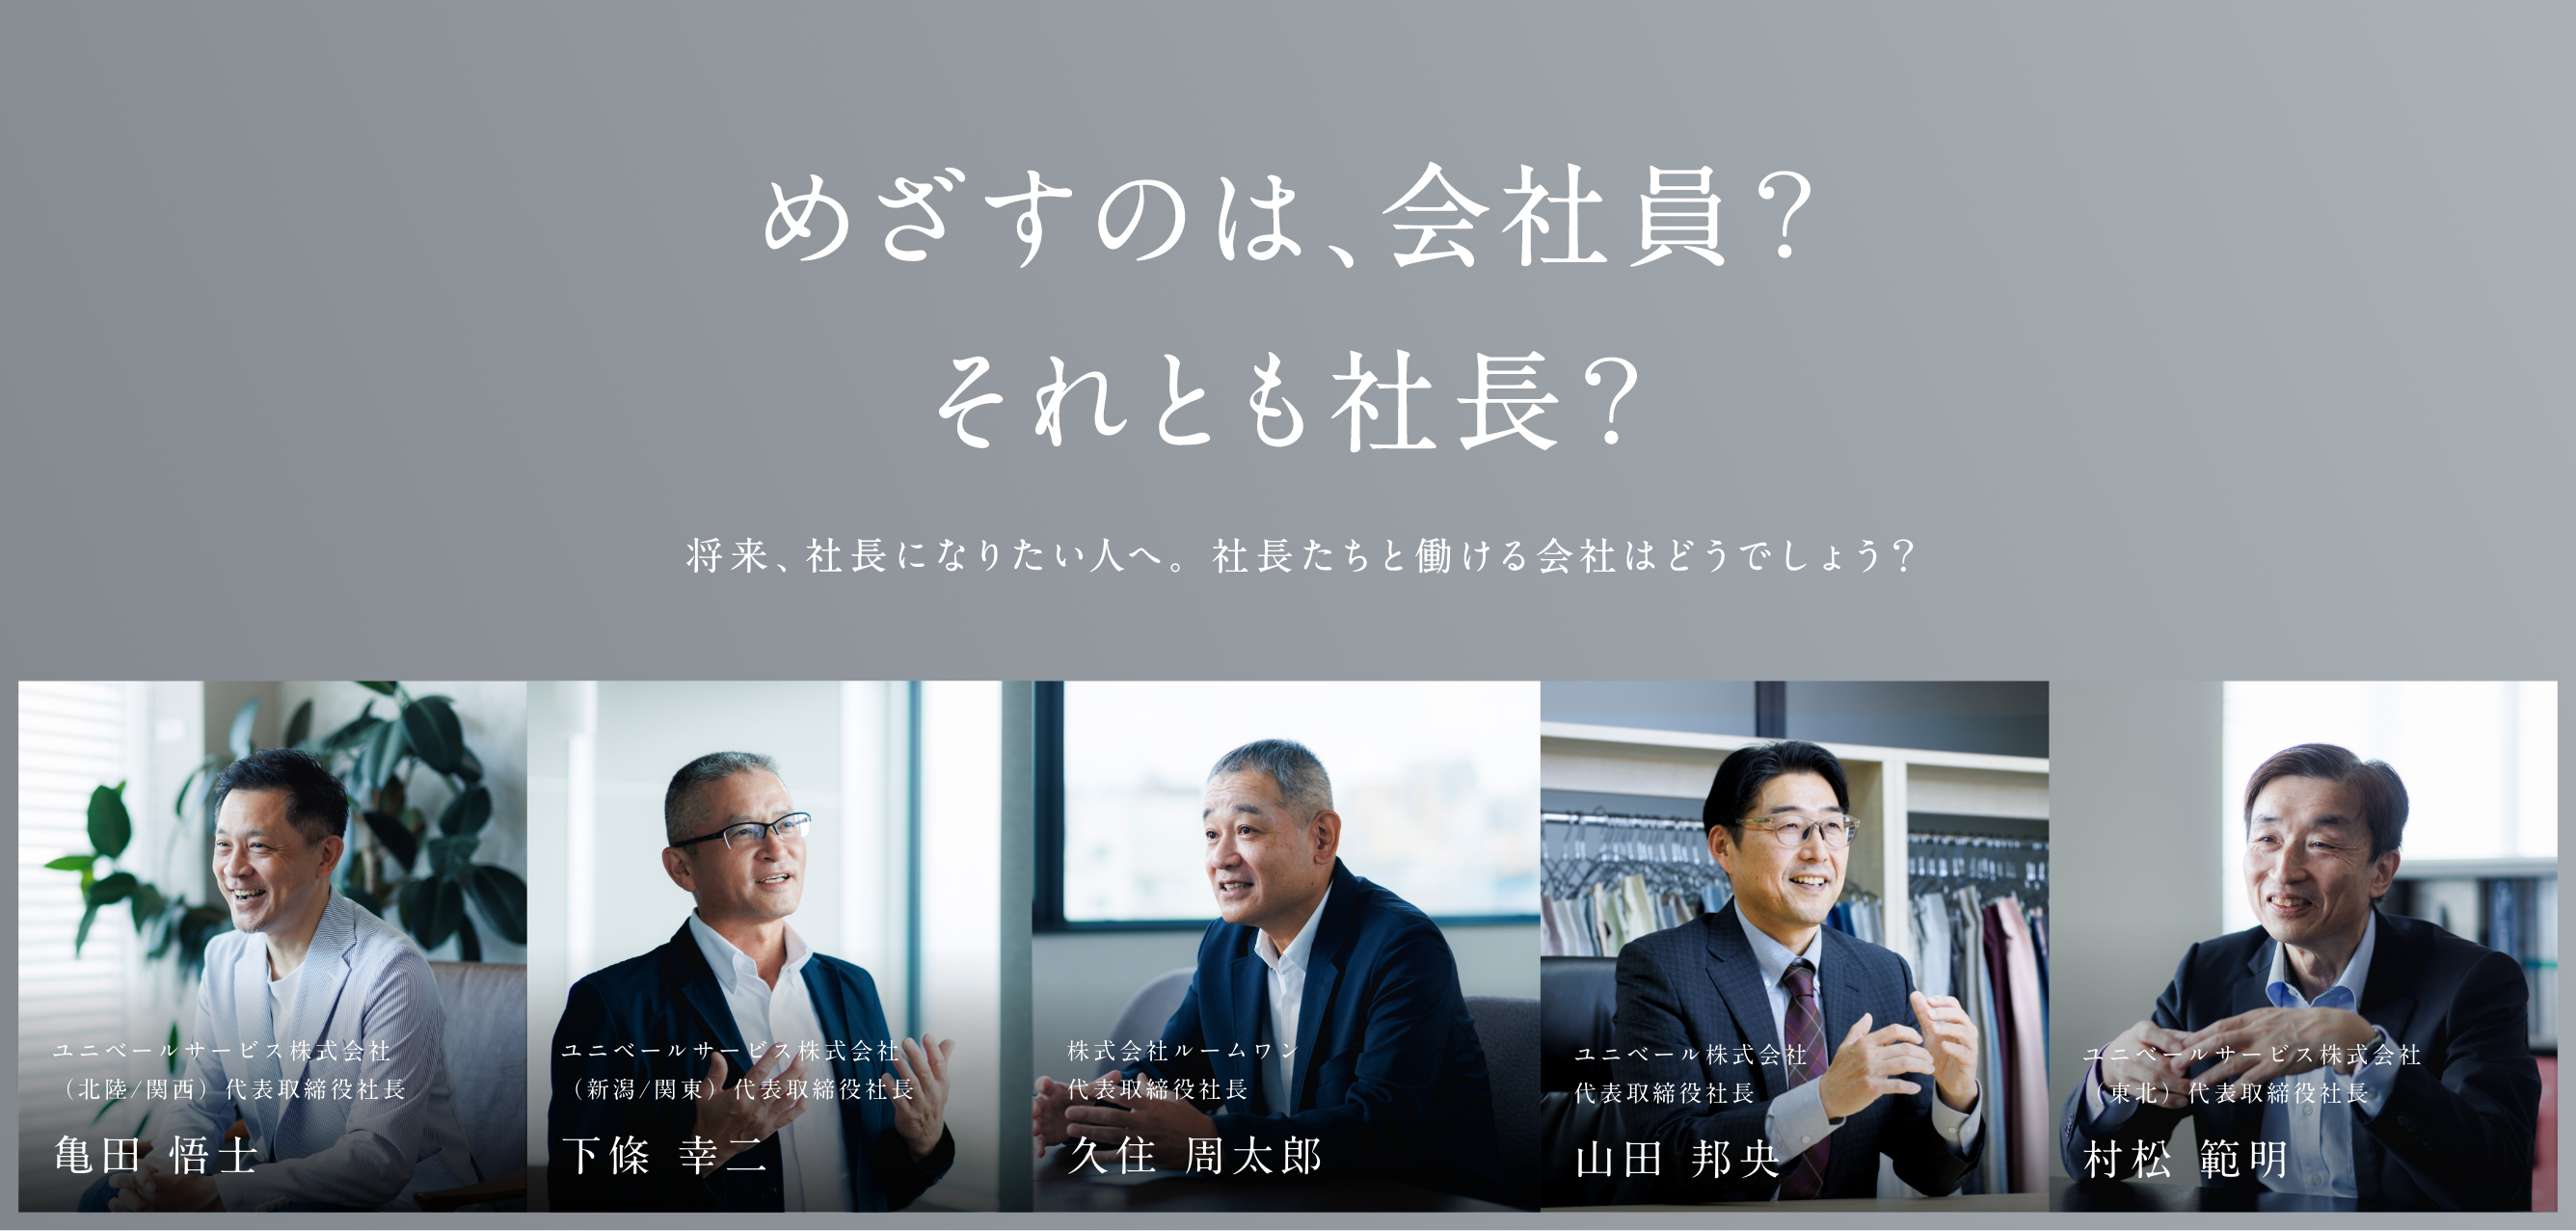 めざすのは、会社員？
それとも社長？
将来、社長になりたい人へ。社長たちと働ける会社はどうでしょう？
ユニベールサービス株式会社
（北陸/関西）代表取締役社長
亀田 悟士
ユニベールサービス株式会社
（新潟/関東）代表取締役社長
下條 幸二
株式会社ルームワン
代表取締役社長
久住 周太郎
ユニベール株式会社
代表取締役社長
山田 邦央
ユニベールサービス株式会社
（東北）代表取締役社長
村松 範明